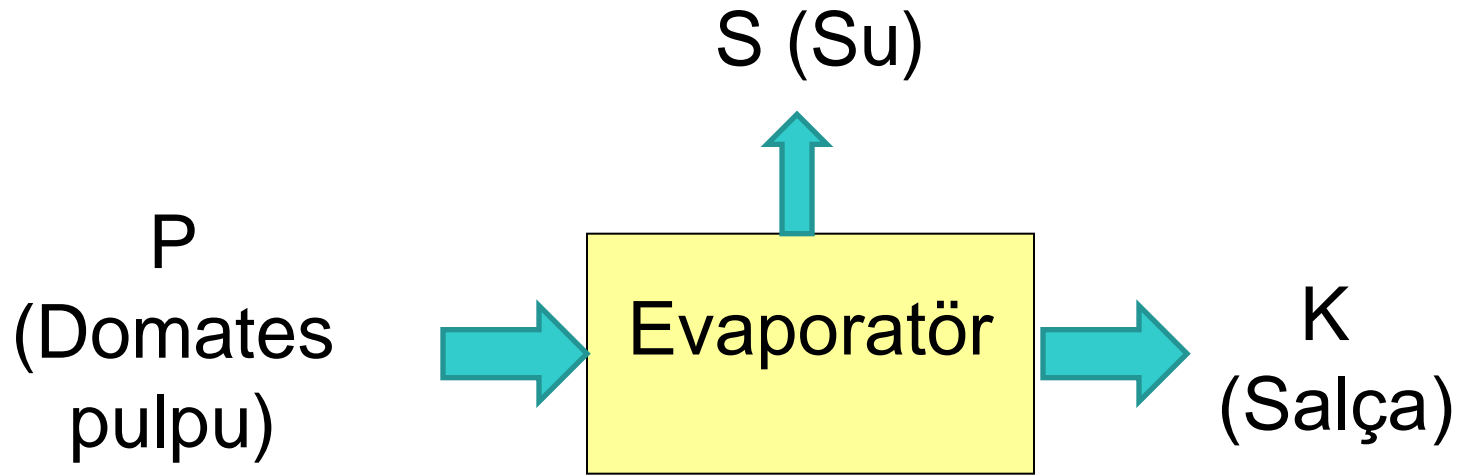 S (Su)
P
(Domates
pulpu)
Evaporatör
K
(Salça)